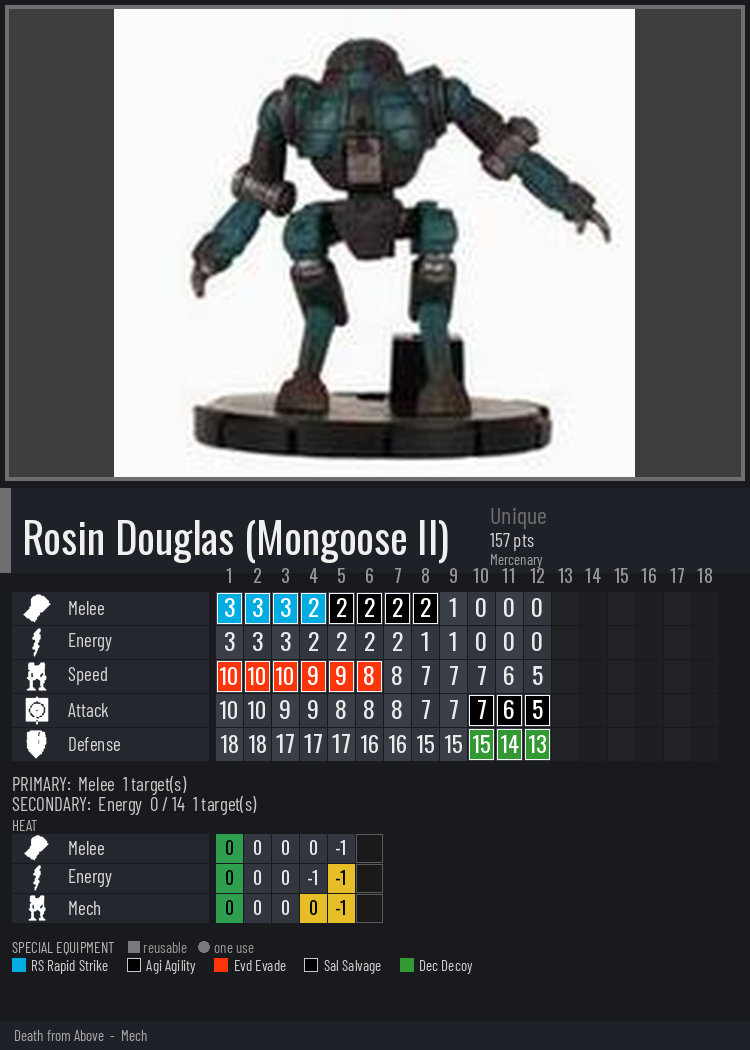 Rosin Douglas (Mongoose II)
Unique
157 pts
Mercenary
1 2 3 4 5 6 7 8 9 10 11 12 13 14 15 16 17 18
Melee 3 3 3 2 2 2 2 2 1 0 0 0
Energy 3 3 3 2 2 2 2 1 1 0 0 0
Speed 10 10 10 9 9 8 8 7 7 7 6 5
Attack 10 10 9 9 8 8 8 7 7 7 6 5
Defense 18 18 17 17 17 16 16 15 15 15 14 13
PRIMARY: Melee 1 target(s)
SECONDARY: Energy 0 / 14 1 target(s)
HEAT
Melee 0 0 0 0 -1
Energy 0 0 0 -1 -1
Mech 0 0 0 0 -1
SPECIAL EQUIPMENT reusable one use
RS Rapid Strike Agi Agility Evd Evade Sal Salvage Dec Decoy
Death from Above - Mech